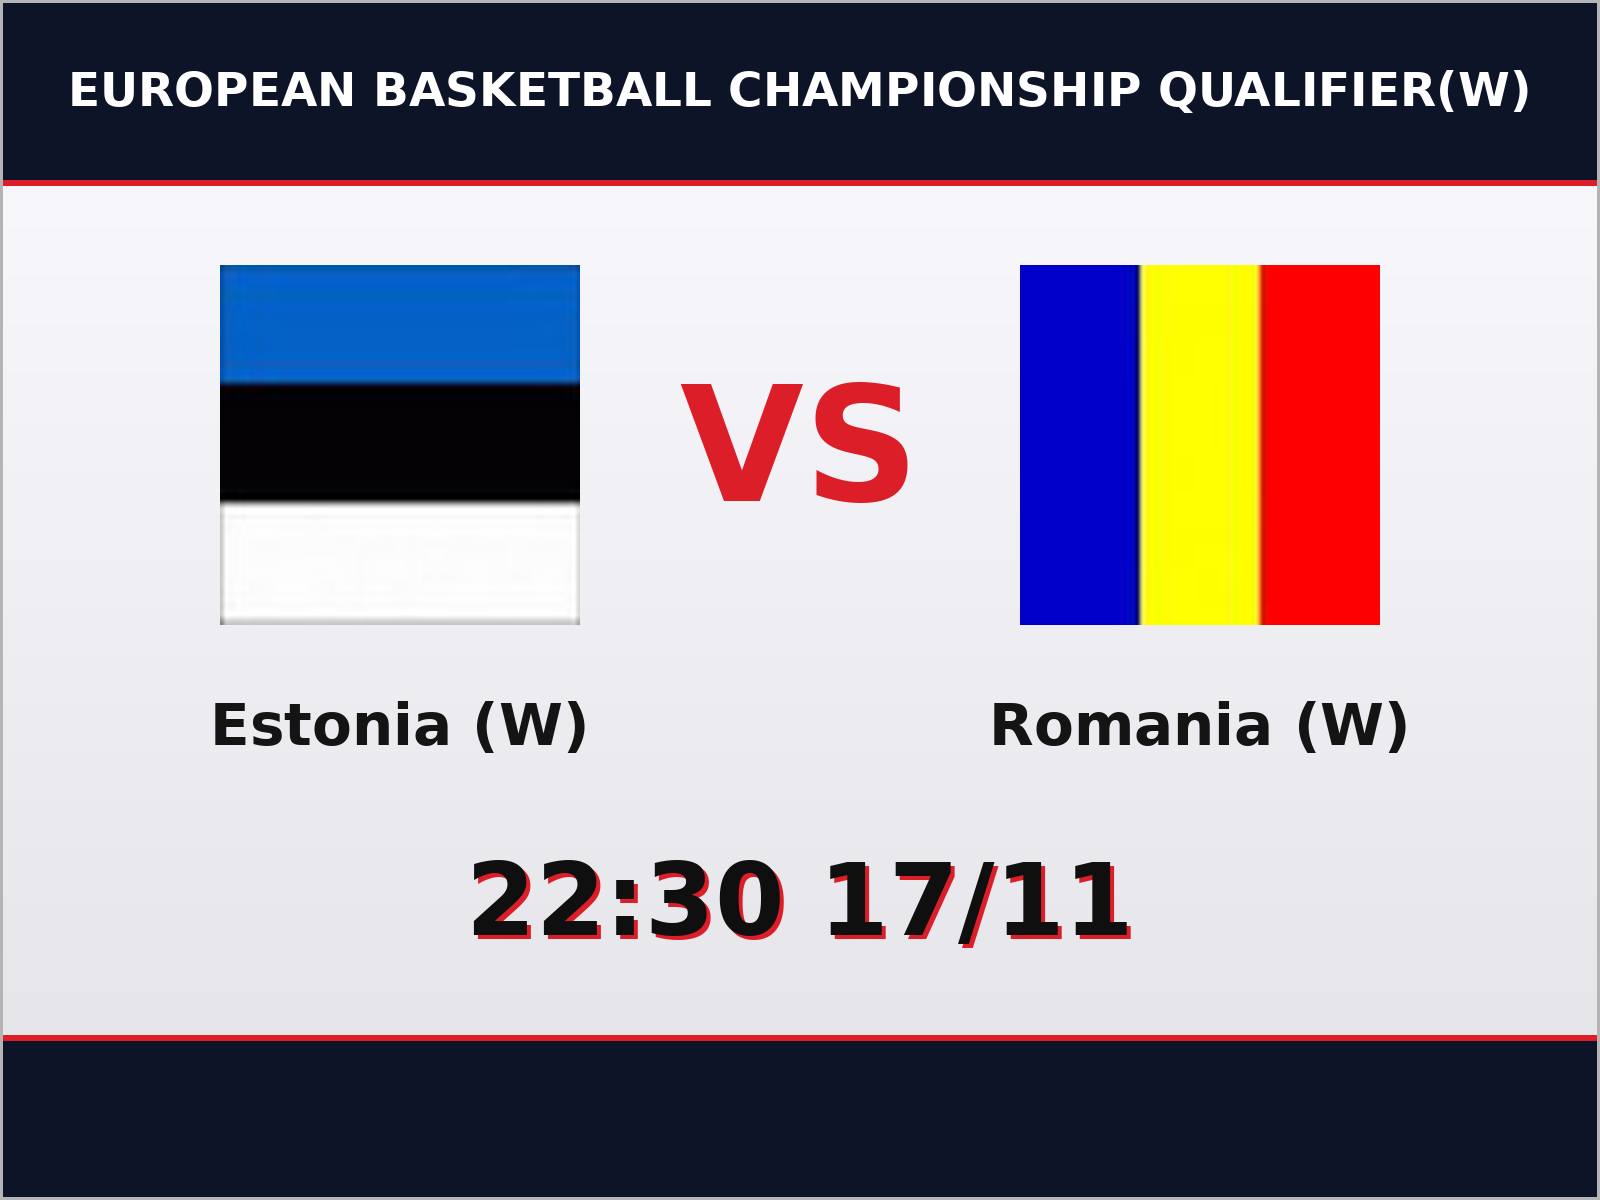 EUROPEAN BASKETBALL CHAMPIONSHIP QUALIFIER(W)
VS
Estonia (W)
Romania (W)
22:30 17/11